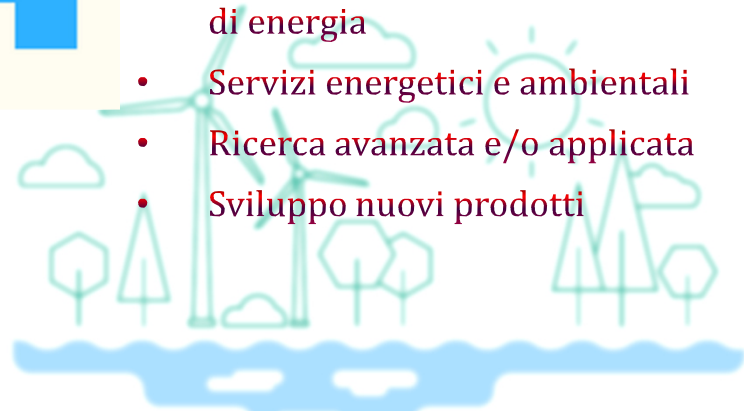 di energia
• Servizi energetici e ambientali
• Ricerca avanzata e/o applicata
• Sviluppo nuovi prodotti